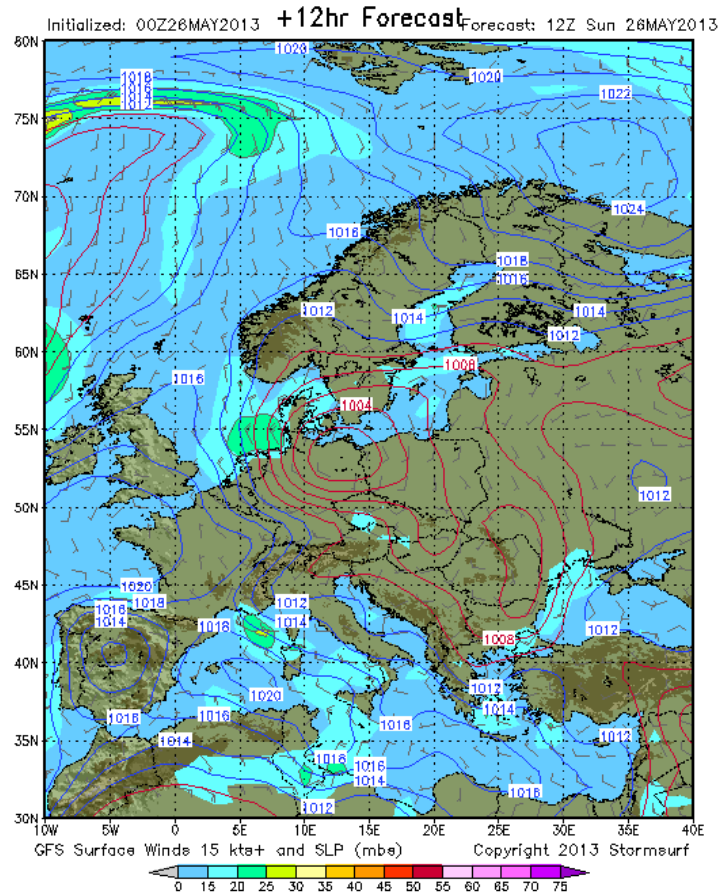 Initialized: 00Z26MAY2013 +12hr Forecast Forecast: 12Z Sun 26MAY2013
80N
1020
1018
1016
1012
1020
1022
75N
70N
1024
1016
65N
1018
1016
1012
1014
1014
1012
60N
1008
1016
1004
55N
1012
50N
45N
1020
1018
1016
1014
1012
1014
1016
1012
1008
40N
1020
1012
1014
1016
1016
1016
1014
1012
35N
1016
1016
1014
1016
1012
30N
10W 5W 0 5E 10E 15E 20E 25E 30E 35E 40E
GFS Surface Winds 15 kts+ and SLP (mbs) Copyright 2013 Stormsurf
0 15 20 25 30 35 40 45 50 55 60 65 70 75